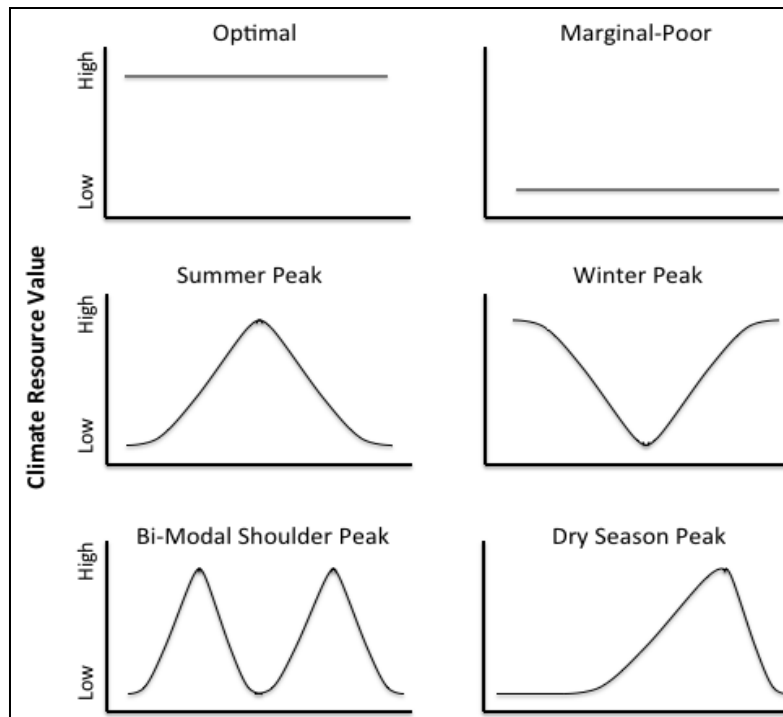 Optimal
Marginal-Poor
High
Low
Climate Resource Value
Summer Peak
Winter Peak
High
Low
Bi-Modal Shoulder Peak
Dry Season Peak
High
Low